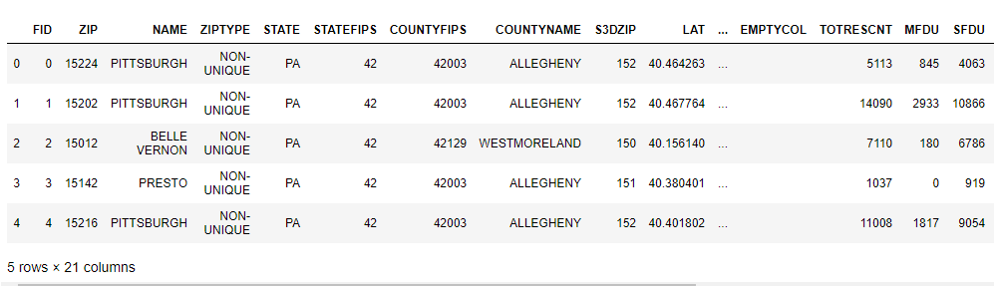 FID ZIP NAME ZIPTYPE STATE STATEFIPS COUNTYFIPS COUNTYNAME S3DZIP LAT ... EMPTYCOL TOTRESCNT MFDU SFDU
0 0 15224 PITTSBURGH NON-UNIQUE PA 42 42003 ALLEGHENY 152 40.464263 ... 5113 845 4063
1 1 15202 PITTSBURGH NON-UNIQUE PA 42 42003 ALLEGHENY 152 40.467764 ... 14090 2933 10866
2 2 15012 BELLE VERNON NON-UNIQUE PA 42 42129 WESTMORELAND 150 40.156140 ... 7110 180 6786
3 3 15142 PRESTO NON-UNIQUE PA 42 42003 ALLEGHENY 151 40.380401 ... 1037 0 919
4 4 15216 PITTSBURGH NON-UNIQUE PA 42 42003 ALLEGHENY 152 40.401802 ... 11008 1817 9054
5 rows × 21 columns